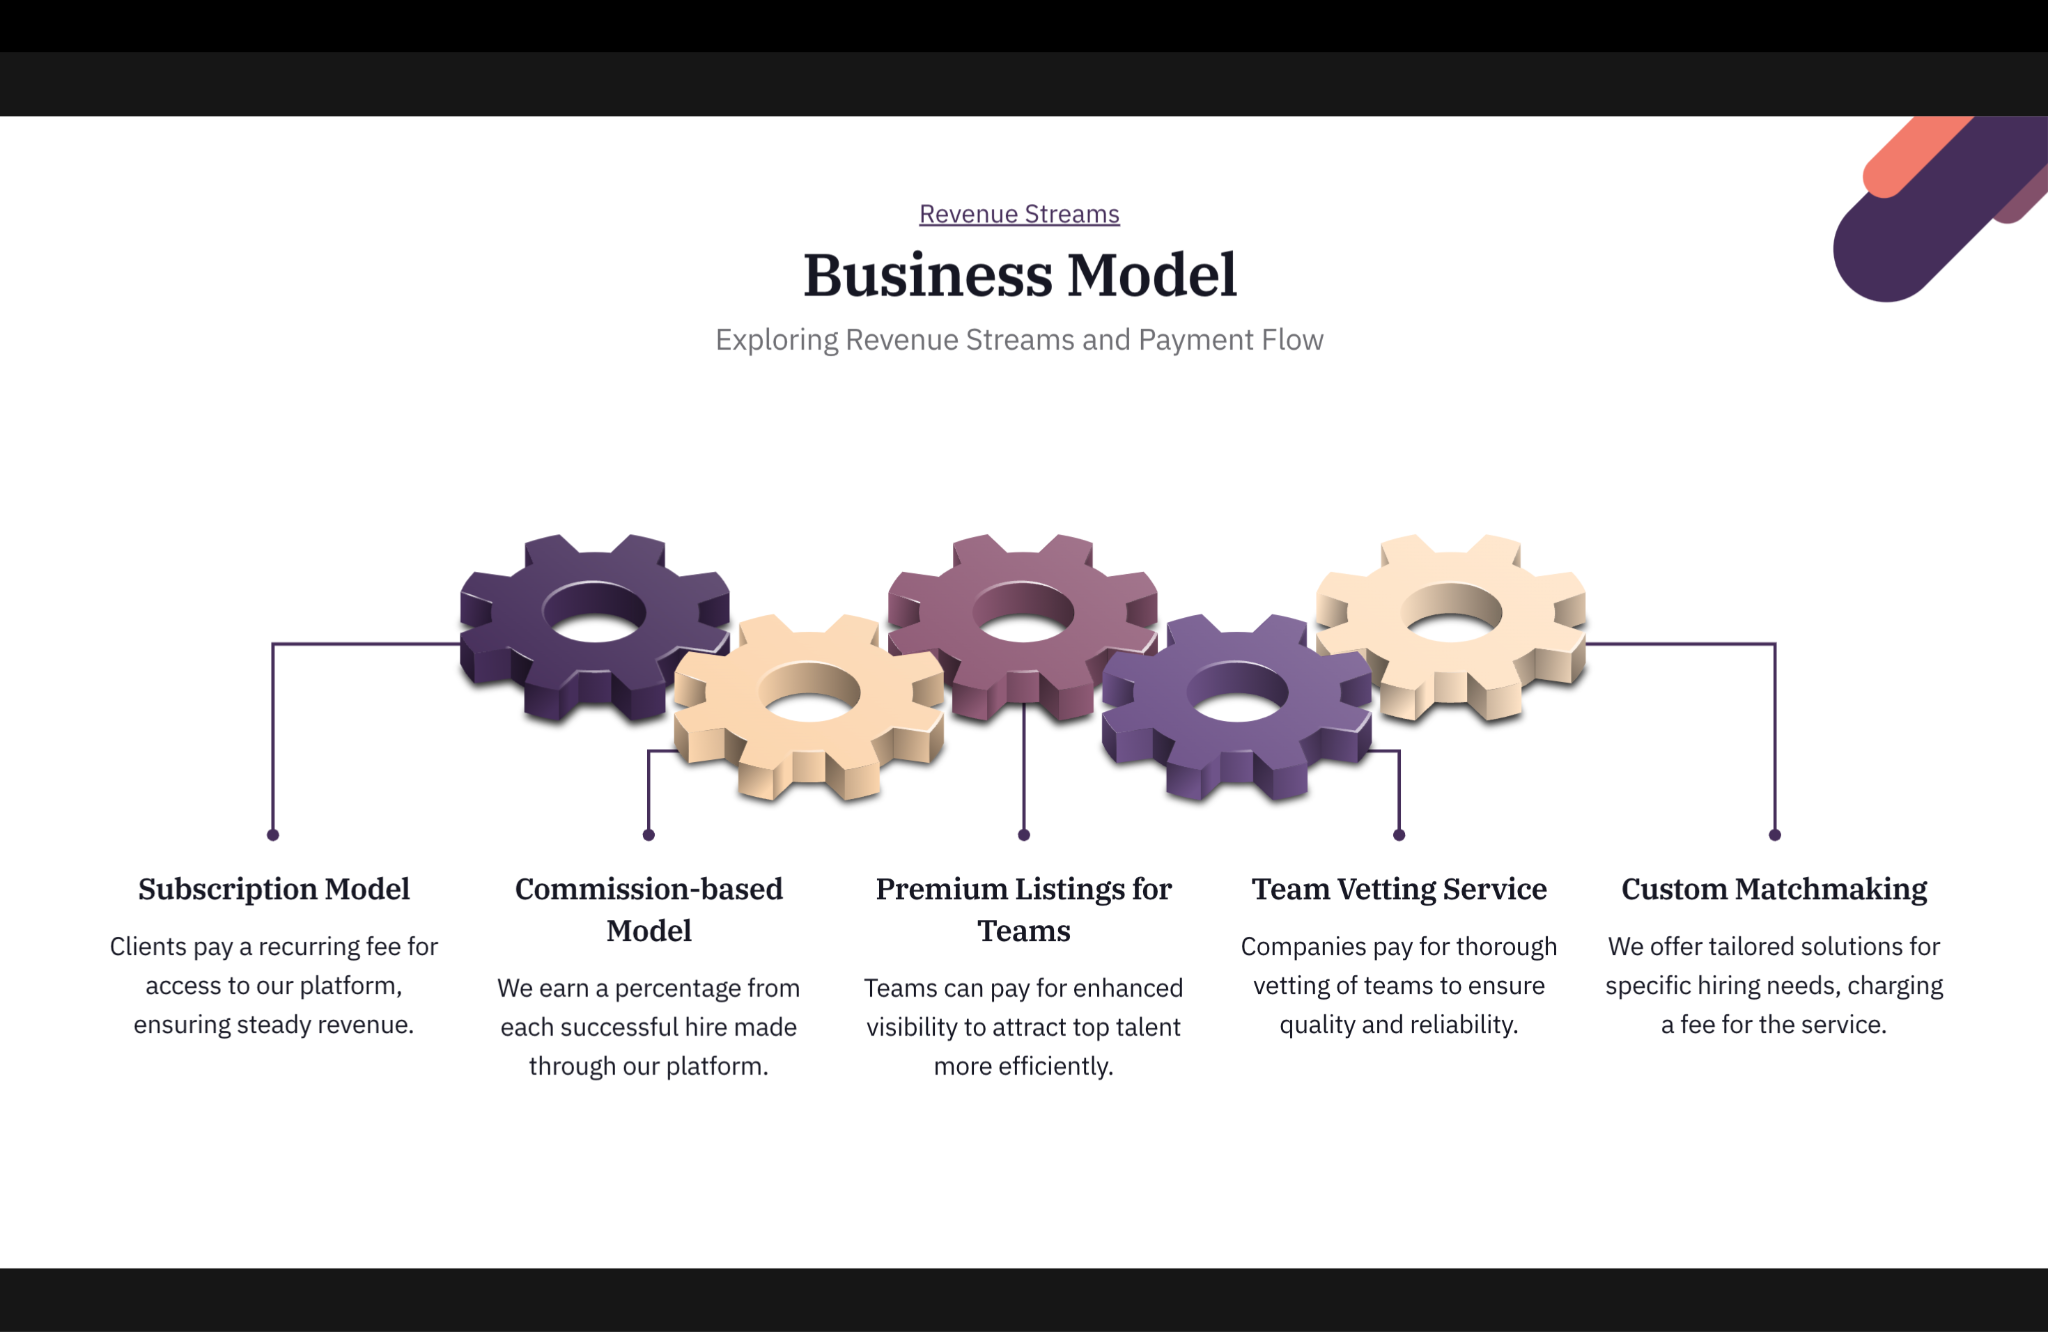 Revenue Streams
Business Model
Exploring Revenue Streams and Payment Flow
Subscription Model
Clients pay a recurring fee for
access to our platform,
ensuring steady revenue.
Commission-based
Model
We earn a percentage from
each successful hire made
through our platform.
Premium Listings for
Teams
Teams can pay for enhanced
visibility to attract top talent
more efficiently.
Team Vetting Service
Companies pay for thorough
vetting of teams to ensure
quality and reliability.
Custom Matchmaking
We offer tailored solutions for
specific hiring needs, charging
a fee for the service.